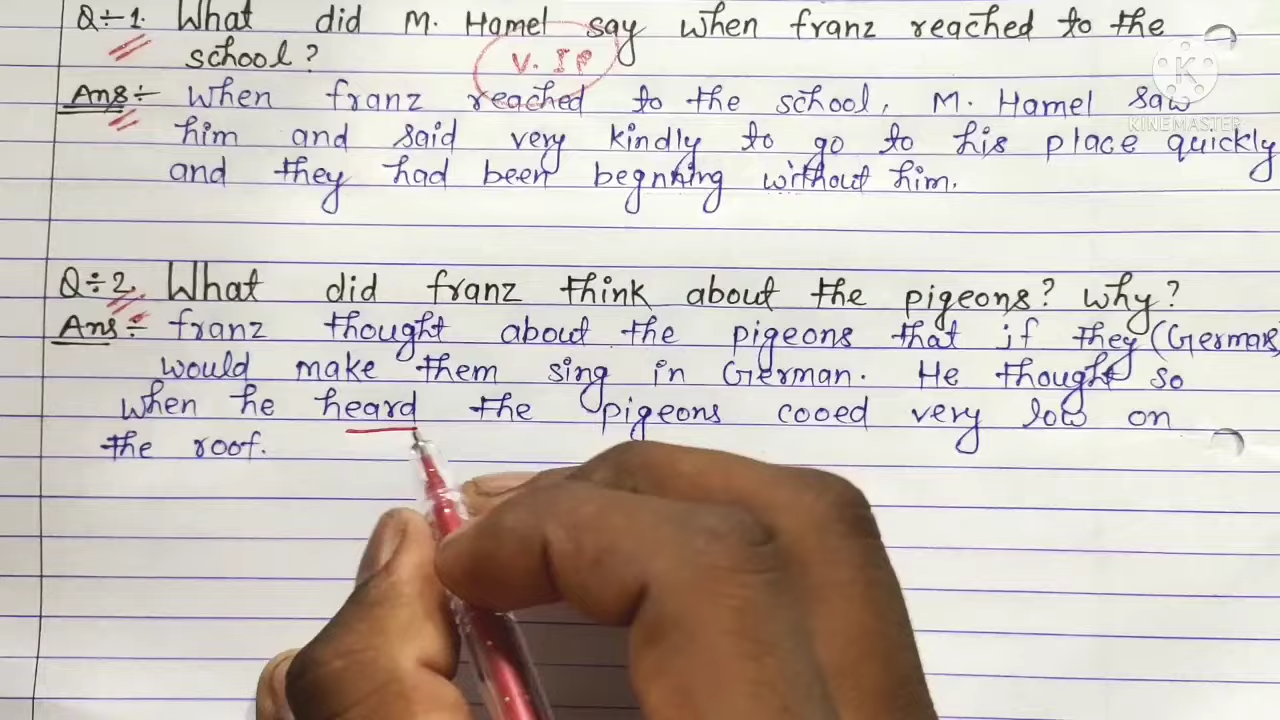 Q÷1. What did M. Hamel say when franz reached to the
school?
V. IP
Ans÷ When franz reached to the school, M. Hamel saw
him and said very kindly to go to his place quickly
and they had been begnning without him.
Q÷2. What did franz think about the pigeons? why?
Ans÷ franz thought about the pigeons that if they (Germans
would make them sing in German. He thought so
when he heard the pigeons cooed very low on
the roof.
K
KINEMASTER